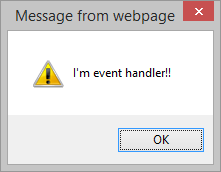 Message from webpage
I'm event handler!!
OK